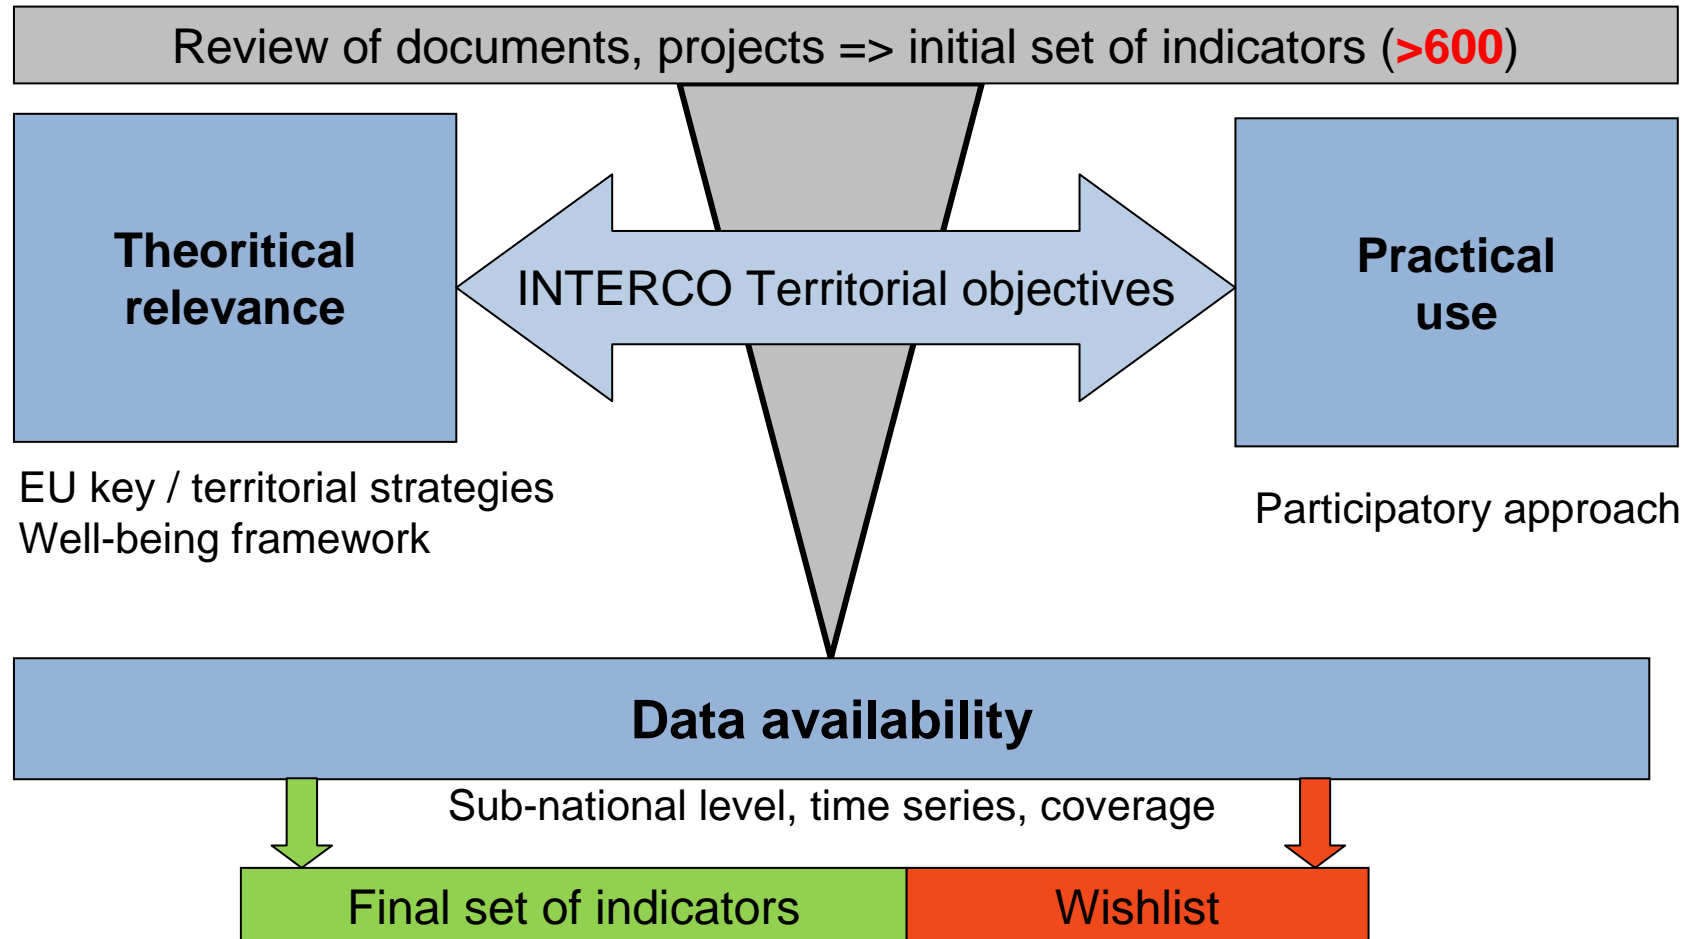 Review of documents, projects => initial set of indicators (>600)
Theoritical
relevance
INTERCO Territorial objectives
Practical
use
EU key / territorial strategies
Well-being framework
Participatory approach
Data availability
Sub-national level, time series, coverage
Final set of indicators
Wishlist